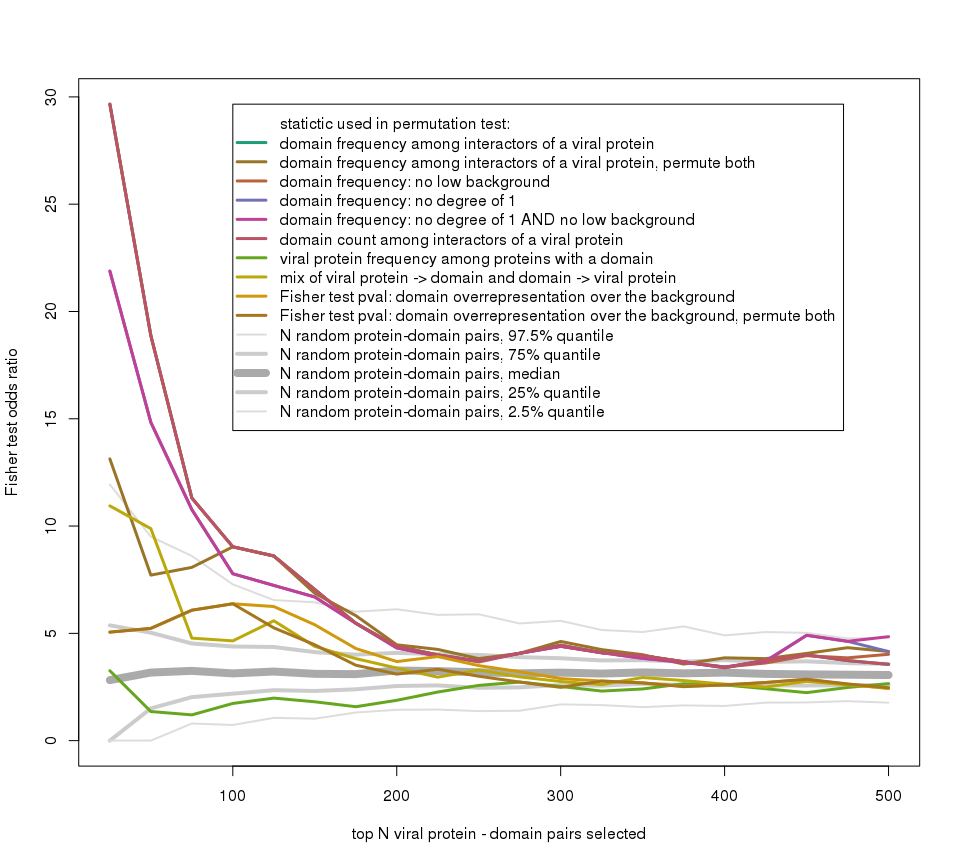 statictic used in permutation test:
domain frequency among interactors of a viral protein
domain frequency among interactors of a viral protein, permute both
domain frequency: no low background
domain frequency: no degree of 1
domain frequency: no degree of 1 AND no low background
domain count among interactors of a viral protein
viral protein frequency among proteins with a domain
mix of viral protein -> domain and domain -> viral protein
Fisher test pval: domain overrepresentation over the background
Fisher test pval: domain overrepresentation over the background, permute both
N random protein-domain pairs, 97.5% quantile
N random protein-domain pairs, 75% quantile
N random protein-domain pairs, median
N random protein-domain pairs, 25% quantile
N random protein-domain pairs, 2.5% quantile
Fisher test odds ratio
30
25
20
15
10
5
0
100 200 300 400 500
top N viral protein - domain pairs selected